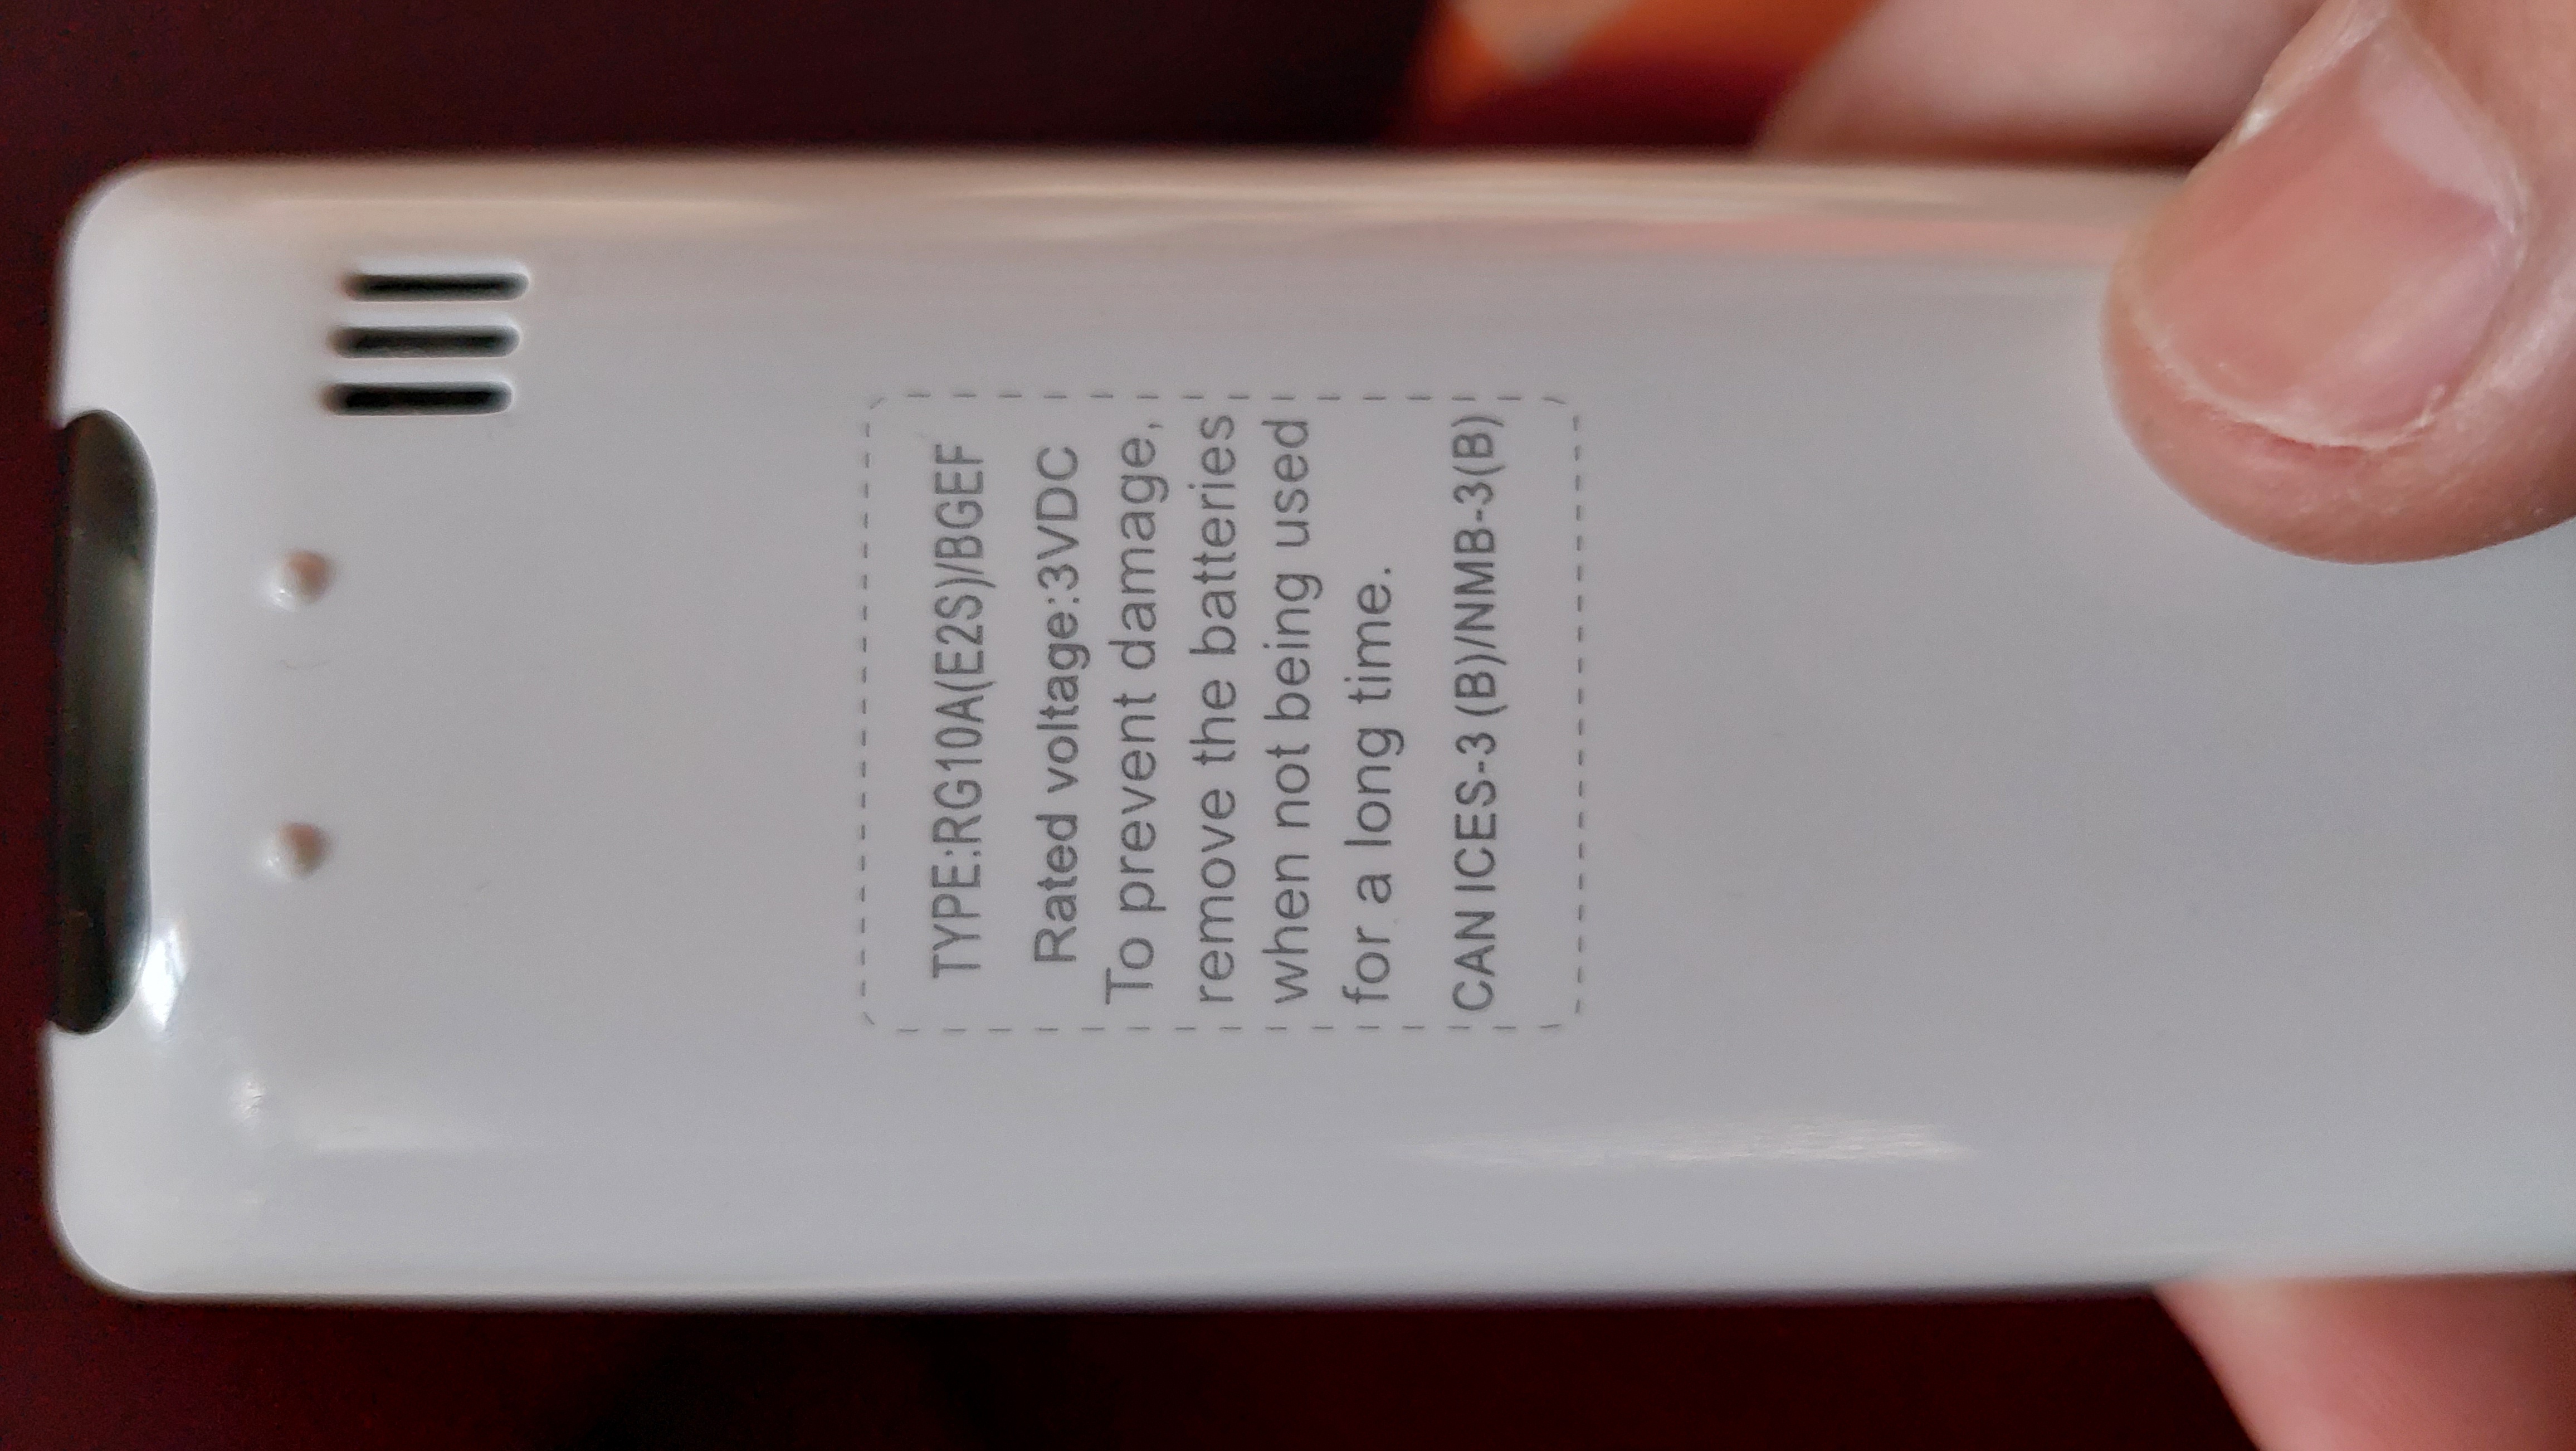 TYPE:RG10A(E2S)/BGEF
Rated voltage:3VDC
To prevent damage,
remove the batteries
when not being used
for a long time.
CAN ICES-3 (B)/NMB-3(B)